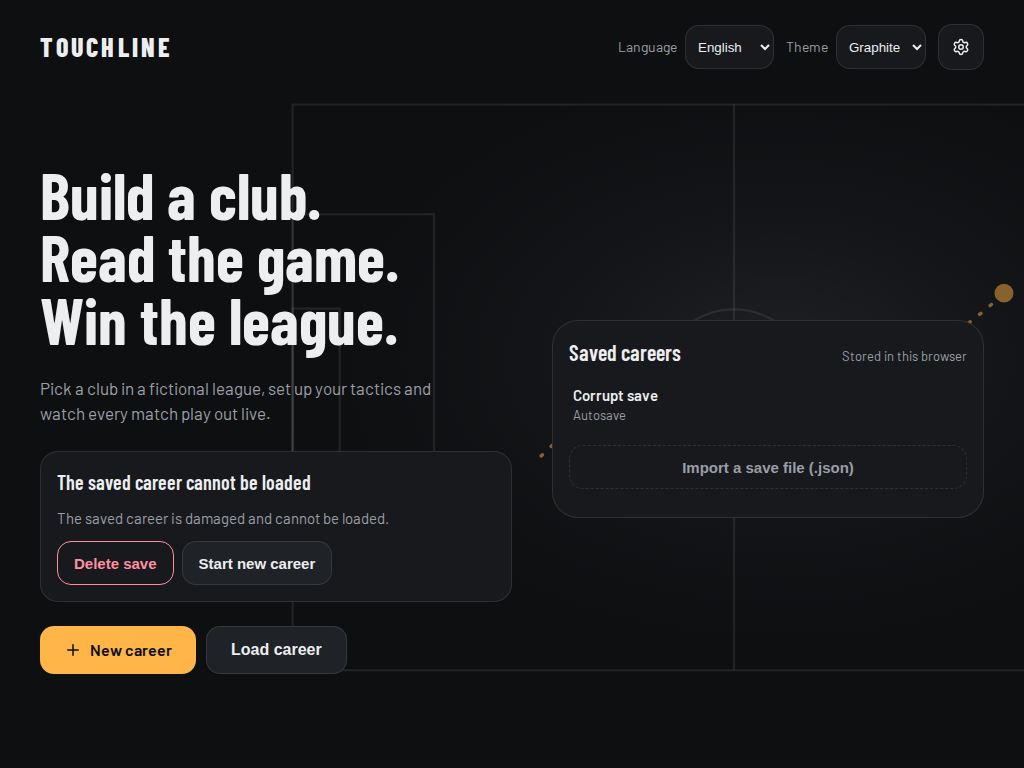 TOUCHLINE
Language English Theme Graphite
Build a club.
Read the game.
Win the league.
Pick a club in a fictional league, set up your tactics and
watch every match play out live.
The saved career cannot be loaded
The saved career is damaged and cannot be loaded.
Delete save Start new career
New career Load career
Saved careers Stored in this browser
Corrupt save
Autosave
Import a save file (.json)